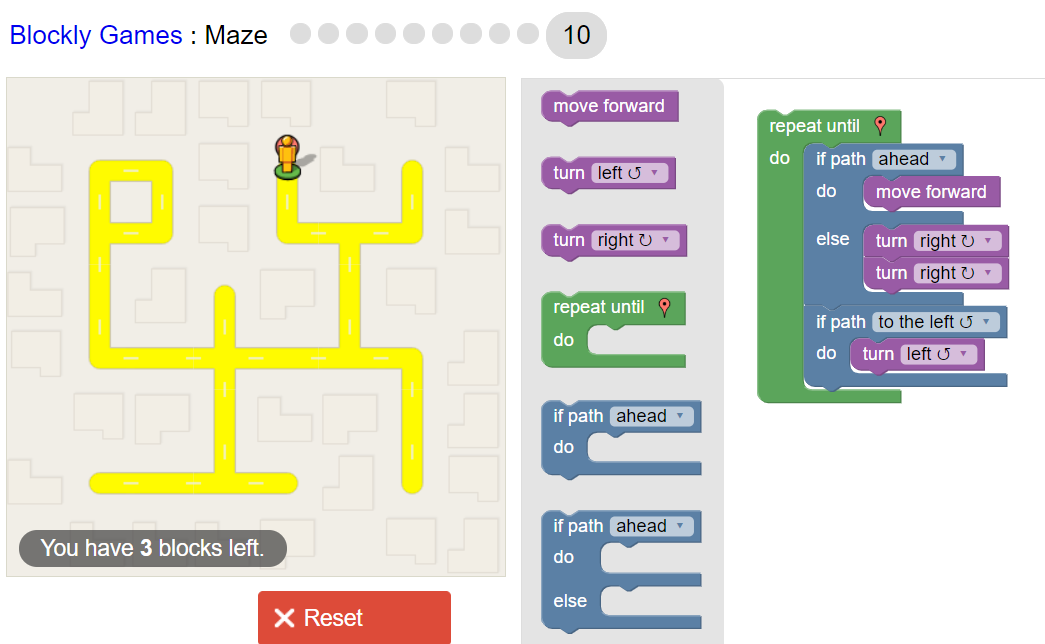 Blockly Games : Maze 10
move forward
turn left ↺ ▼
turn right ↻ ▼
repeat until
do
if path ahead ▼
do
if path ahead ▼
do
else
repeat until
do if path ahead ▼
do move forward
else turn right ↻ ▼
turn right ↻ ▼
if path to the left ↺ ▼
do turn left ↺ ▼
You have 3 blocks left.
Reset